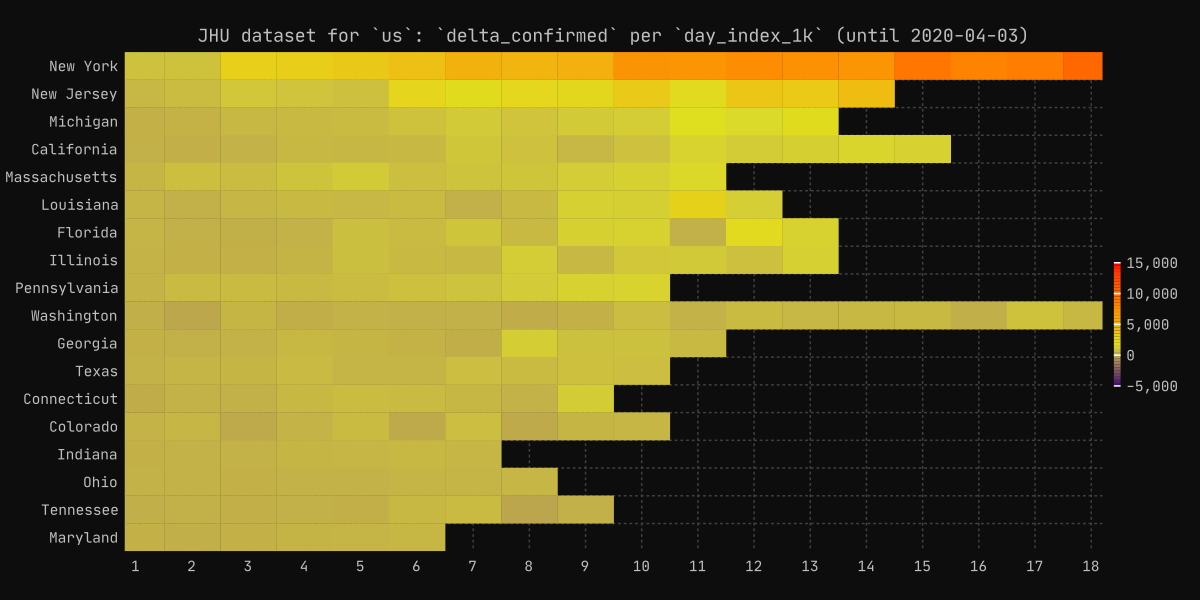 JHU dataset for `us`: `delta_confirmed` per `day_index_1k` (until 2020-04-03)
New York
New Jersey
Michigan
California
Massachusetts
Louisiana
Florida
Illinois
Pennsylvania
Washington
Georgia
Texas
Connecticut
Colorado
Indiana
Ohio
Tennessee
Maryland
1 2 3 4 5 6 7 8 9 10 11 12 13 14 15 16 17 18
15,000
10,000
5,000
0
-5,000